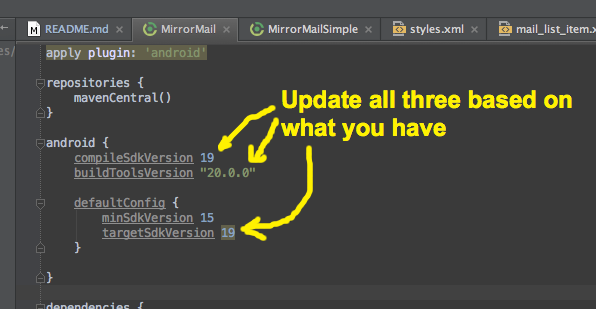 README.md MirrorMail MirrorMailSimple styles.xml mail_list_item.x
es/
apply plugin: 'android'
repositories {
mavenCentral()
}
Update all three based on
what you have
android {
compileSdkVersion 19
buildToolsVersion "20.0.0"
defaultConfig {
minSdkVersion 15
targetSdkVersion 19
}
}
dependencies {